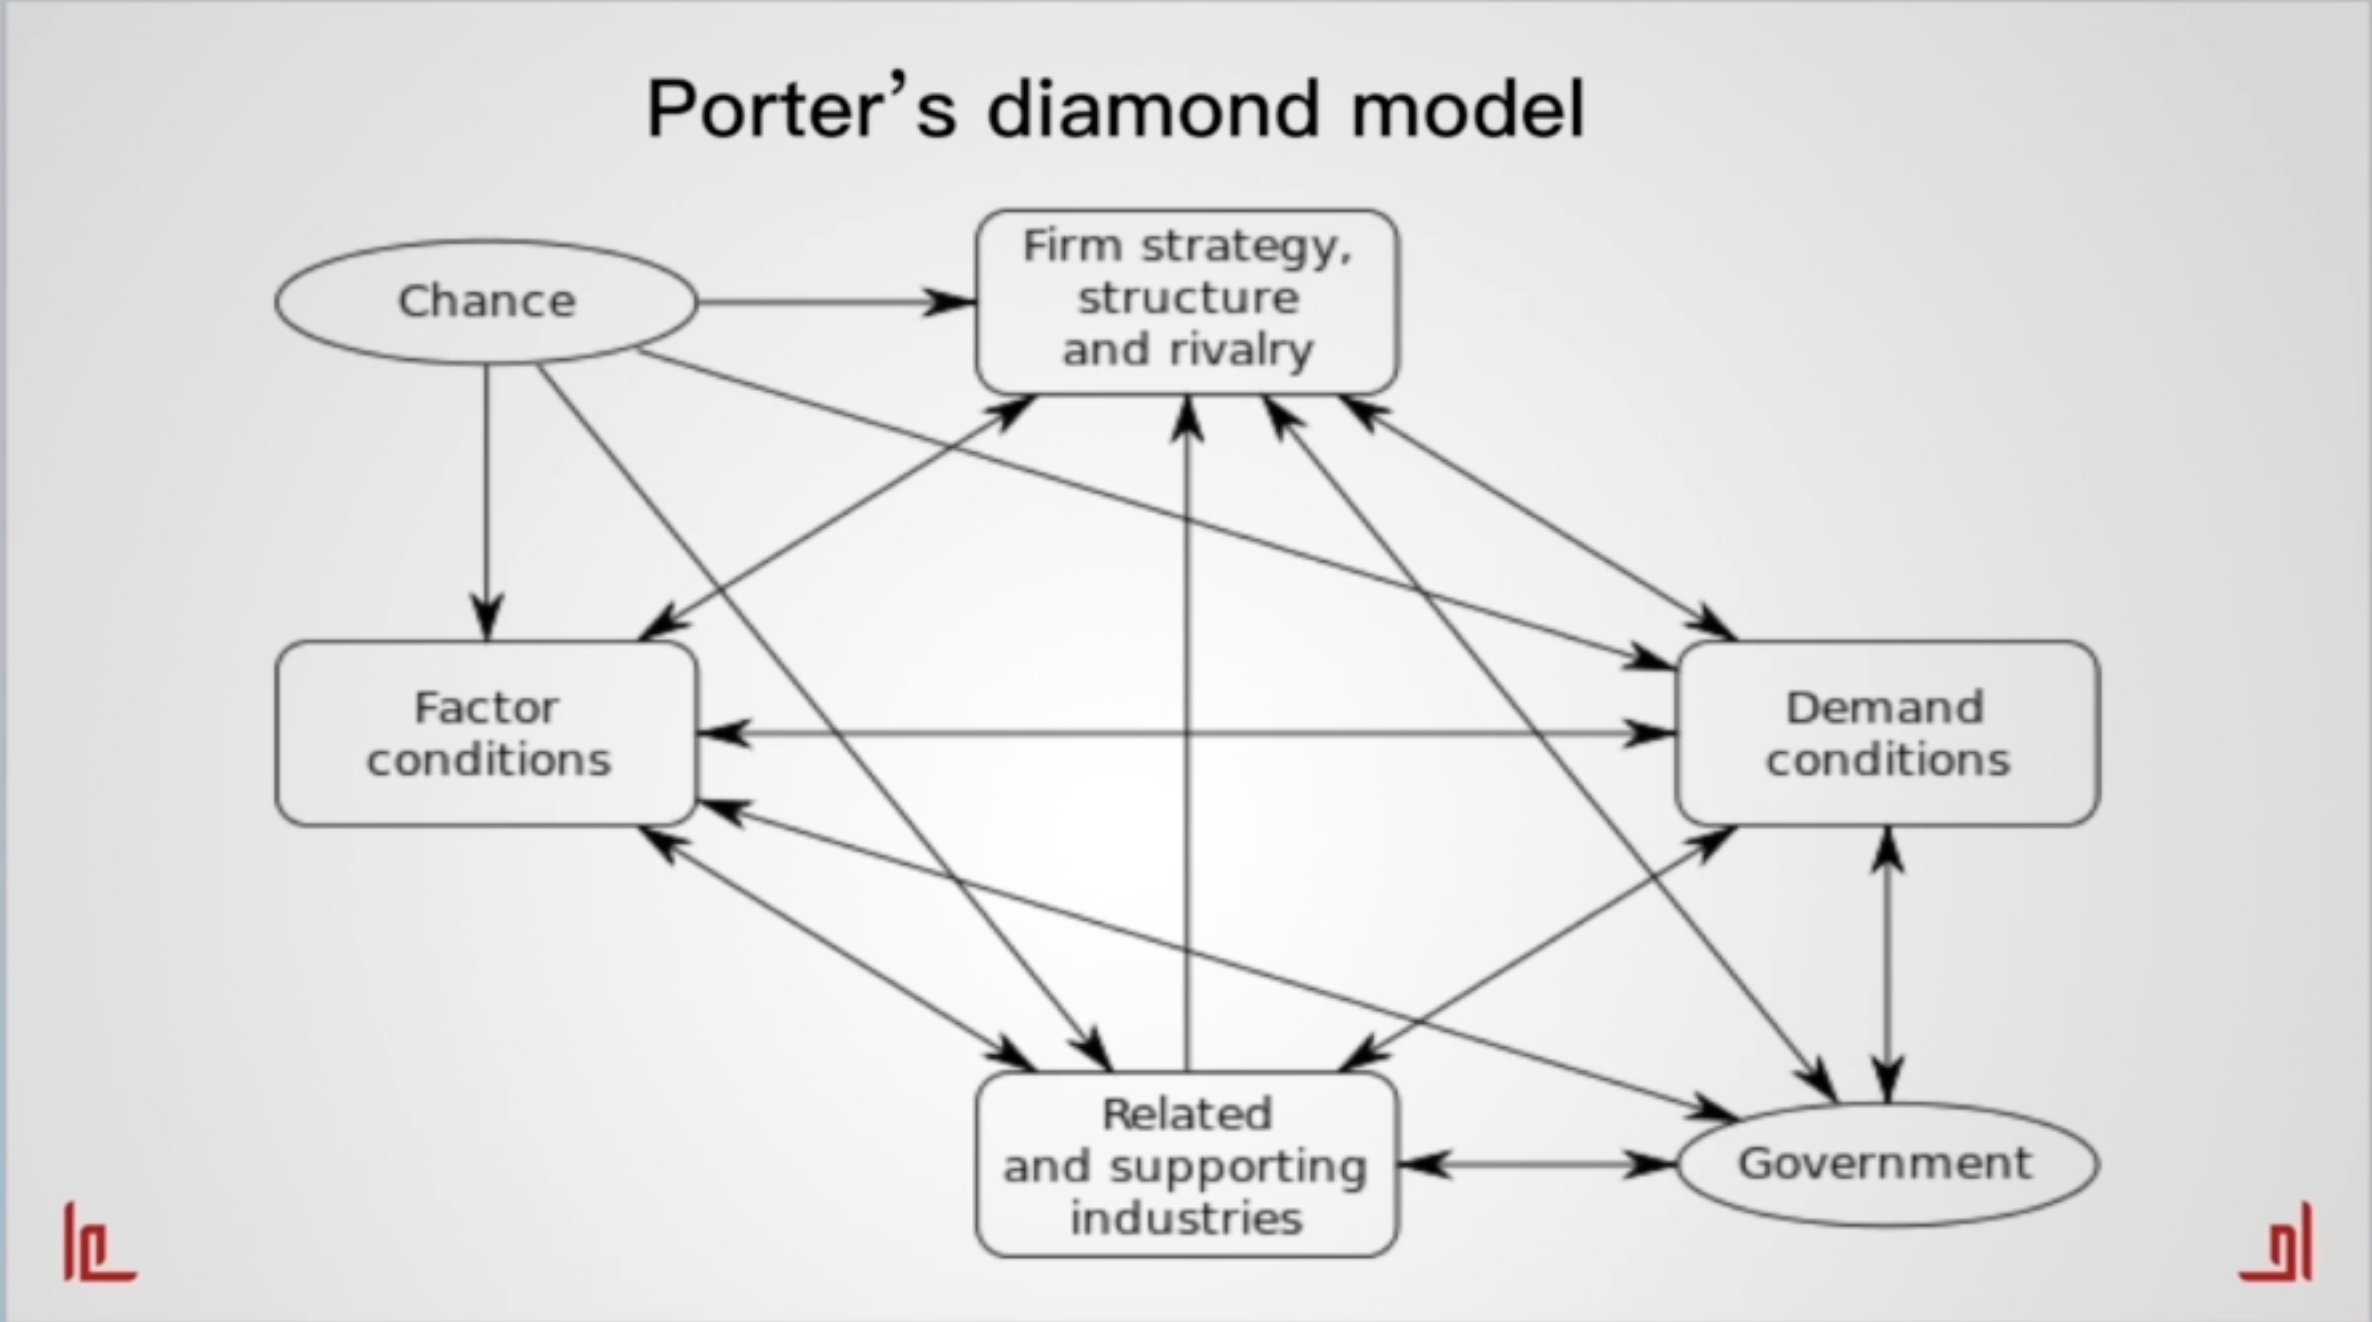 Porter’s diamond model
Chance
Firm strategy,
structure
and rivalry
Factor
conditions
Demand
conditions
Related
and supporting
industries
Government